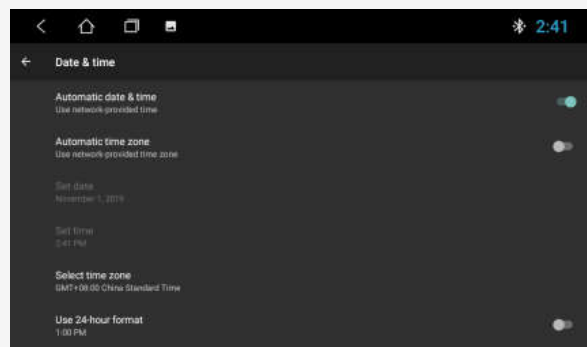 2:41
Date & time
Automatic date & time
Use network-provided time
Automatic time zone
Use network-provided time zone
Set date
November 1, 2019
Set time
2:41 PM
Select time zone
GMT+08:00 China Standard Time
Use 24-hour format
1:00 PM